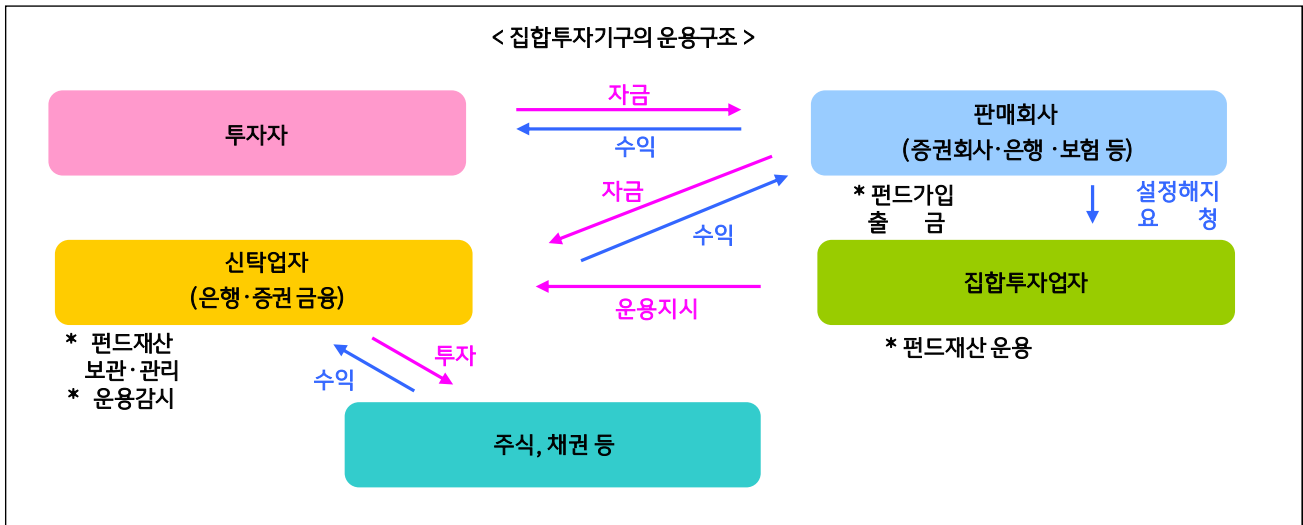 < 집합투자기구의 운용구조 >
투자자
자금
수익
판매회사
(증권회사·은행 ·보험 등)
* 펀드가입
출 금
설정해지
요 청
자금
수익
신탁업자
(은행·증권 금융)
운용지시
집합투자업자
* 펀드재산
보관·관리
* 운용감시
* 펀드재산 운용
투자
수익
주식, 채권 등